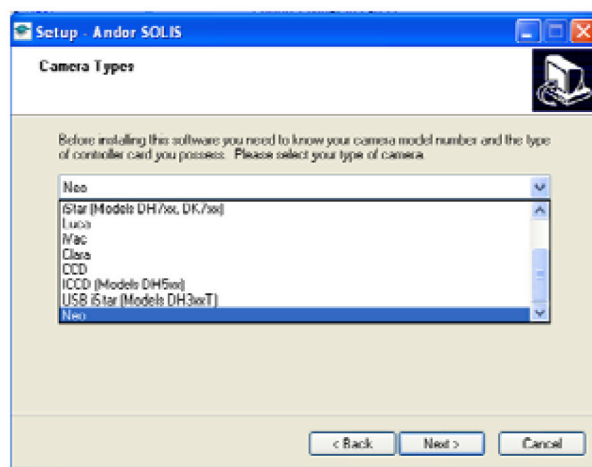 Setup - Andor SOLIS
Camera Types
Before installing this software you need to know your camera model number and the type
of controller card you possess. Please select your type of camera.
Neo
iStar (Models DH7xx, DK7xx)
Luca
iVac
Clara
CCD
ICCD (Models DH5xx)
USB iStar (Models DH3xxT)
Neo
< Back
Next >
Cancel